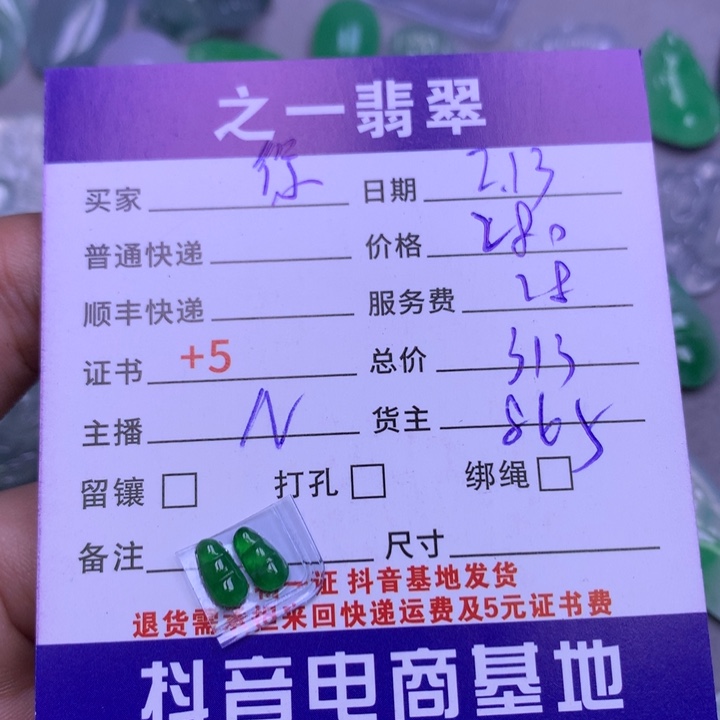 之一翡翠
买家 你 日期 2.13
普通快递 价格 280
顺丰快递 服务费 28
证书 +5 总价 313
主播 N 货主 865
留镶 打孔 绑绳
备注 尺寸
一证 抖音基地发货
退货需 担来回快递运费及5元证书费
抖音电商基地